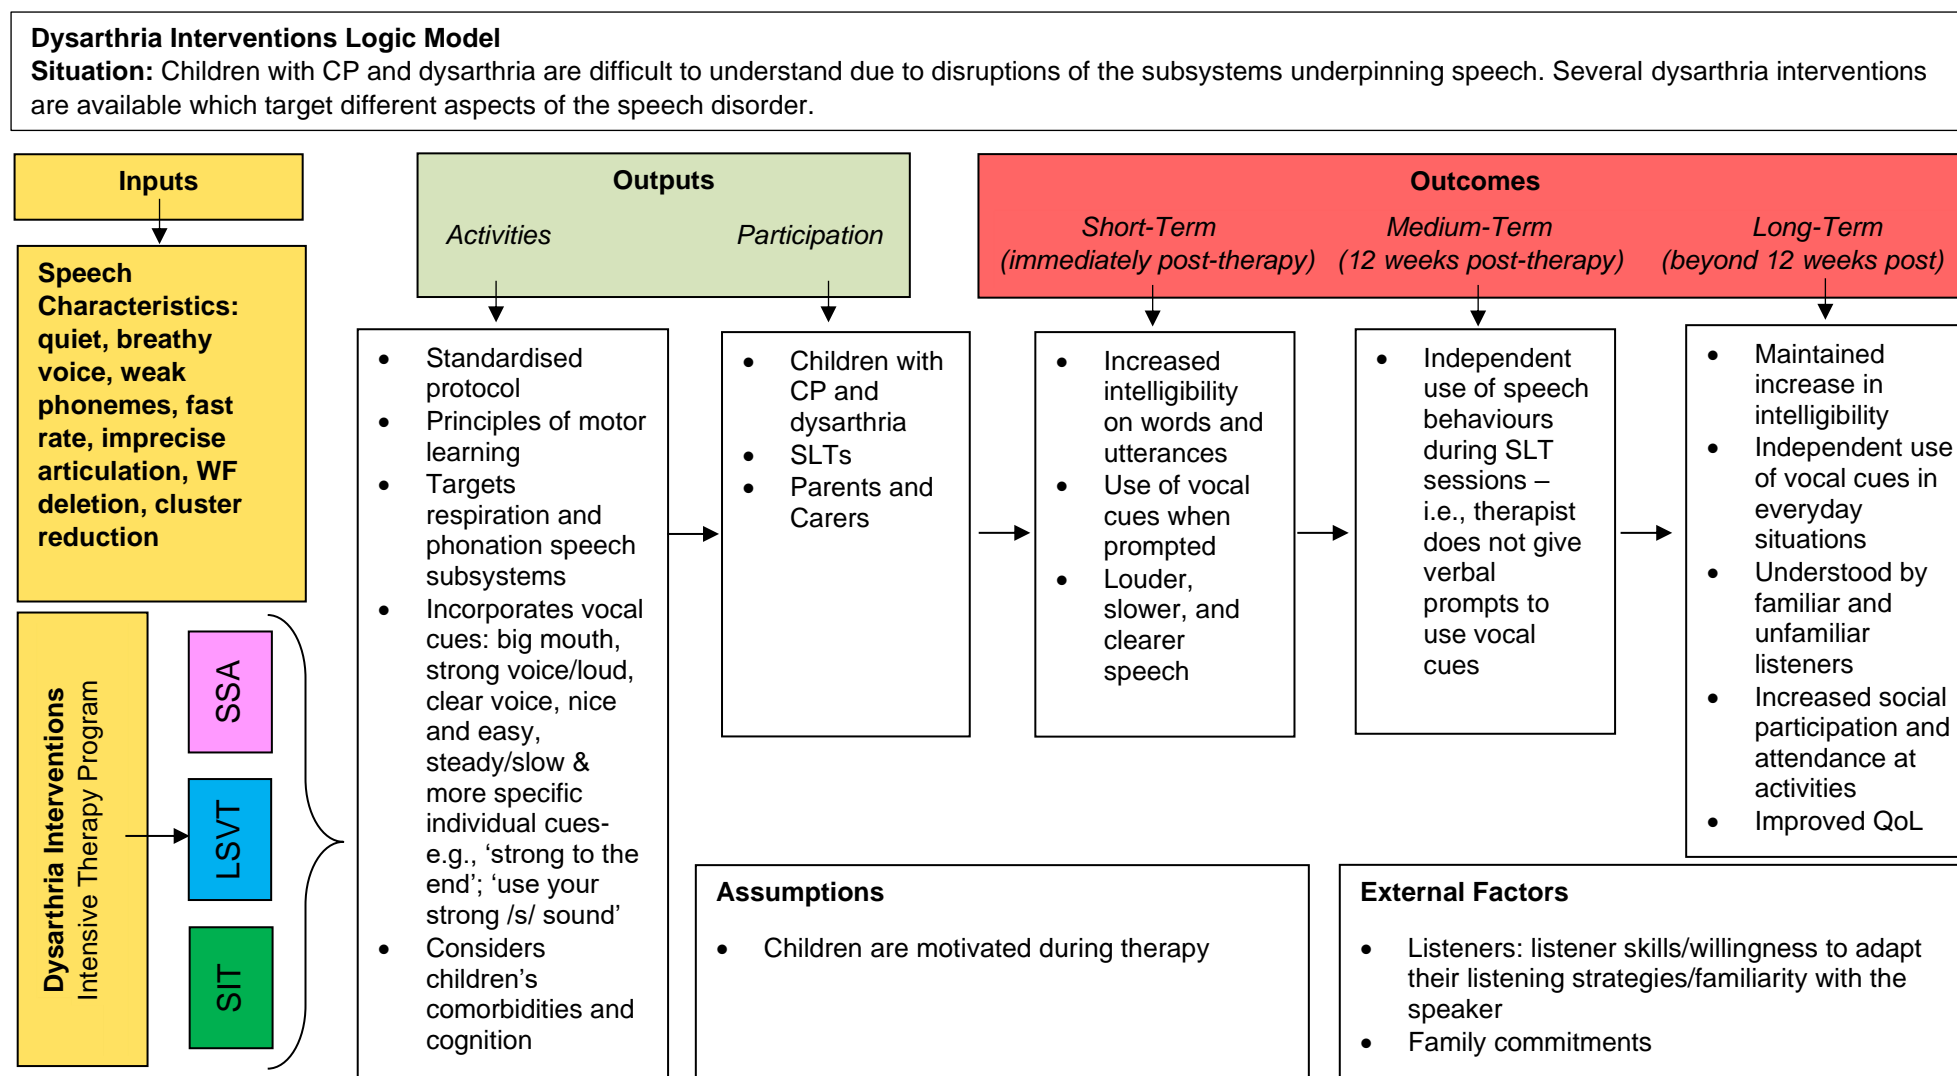 Dysarthria Interventions Logic Model
Situation: Children with CP and dysarthria are difficult to understand due to disruptions of the subsystems underpinning speech. Several dysarthria interventions
are available which target different aspects of the speech disorder.
Inputs
Speech
Characteristics:
quiet, breathy
voice, weak
phonemes, fast
rate, imprecise
articulation, WF
deletion, cluster
reduction
Dysarthria Interventions
Intensive Therapy Program
SSA
LSVT
SIT
Outputs
Activities
Participation
• Standardised
protocol
• Principles of motor
learning
• Targets
respiration and
phonation speech
subsystems
• Incorporates vocal
cues: big mouth,
strong voice/loud,
clear voice, nice
and easy,
steady/slow &
more specific
individual cues-
e.g., ‘strong to the
end’; ‘use your
strong /s/ sound’
• Considers
children’s
comorbidities and
cognition
• Children with
CP and
dysarthria
• SLTs
• Parents and
Carers
Outcomes
Short-Term
(immediately post-therapy)
Medium-Term
(12 weeks post-therapy)
Long-Term
(beyond 12 weeks post)
• Increased
intelligibility
on words and
utterances
• Use of vocal
cues when
prompted
• Louder,
slower, and
clearer
speech
• Independent
use of speech
behaviours
during SLT
sessions –
i.e., therapist
does not give
verbal
prompts to
use vocal
cues
• Maintained
increase in
intelligibility
• Independent use
of vocal cues in
everyday
situations
• Understood by
familiar and
unfamiliar
listeners
• Increased social
participation and
attendance at
activities
• Improved QoL
Assumptions
• Children are motivated during therapy
External Factors
• Listeners: listener skills/willingness to adapt
their listening strategies/familiarity with the
speaker
• Family commitments